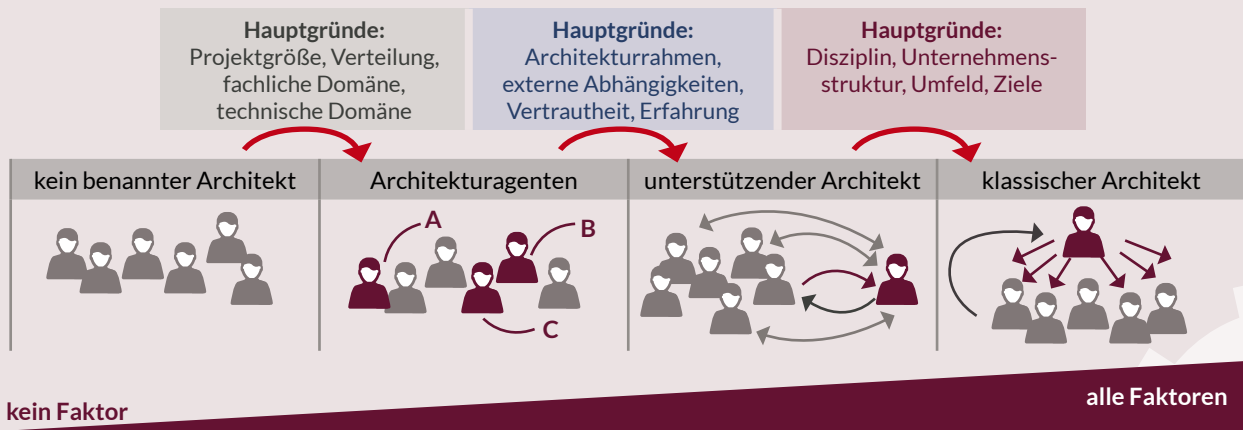 Hauptgründe:
Projektgröße, Verteilung,
fachliche Domäne,
technische Domäne
Hauptgründe:
Architekturrahmen,
externe Abhängigkeiten,
Vertrautheit, Erfahrung
Hauptgründe:
Disziplin, Unternehmens-
struktur, Umfeld, Ziele
kein benannter Architekt
Architekturagenten
unterstützender Architekt
klassischer Architekt
A
B
C
kein Faktor
alle Faktoren